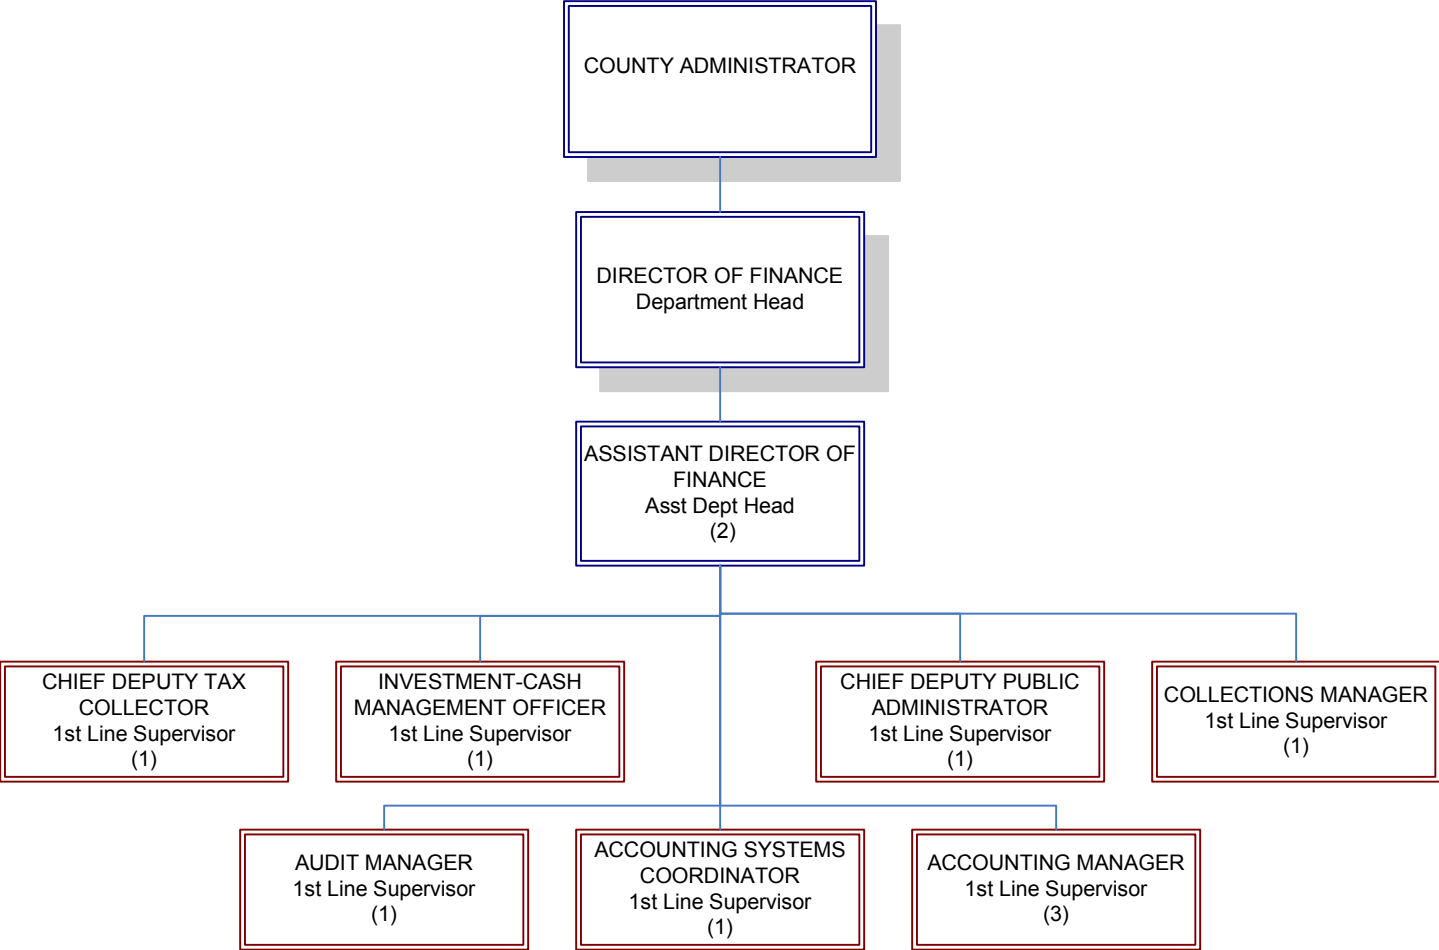 COUNTY ADMINISTRATOR
DIRECTOR OF FINANCE
Department Head
ASSISTANT DIRECTOR OF
FINANCE
Asst Dept Head
(2)
CHIEF DEPUTY TAX
COLLECTOR
1st Line Supervisor
(1)
INVESTMENT-CASH
MANAGEMENT OFFICER
1st Line Supervisor
(1)
CHIEF DEPUTY PUBLIC
ADMINISTRATOR
1st Line Supervisor
(1)
COLLECTIONS MANAGER
1st Line Supervisor
(1)
AUDIT MANAGER
1st Line Supervisor
(1)
ACCOUNTING SYSTEMS
COORDINATOR
1st Line Supervisor
(1)
ACCOUNTING MANAGER
1st Line Supervisor
(3)